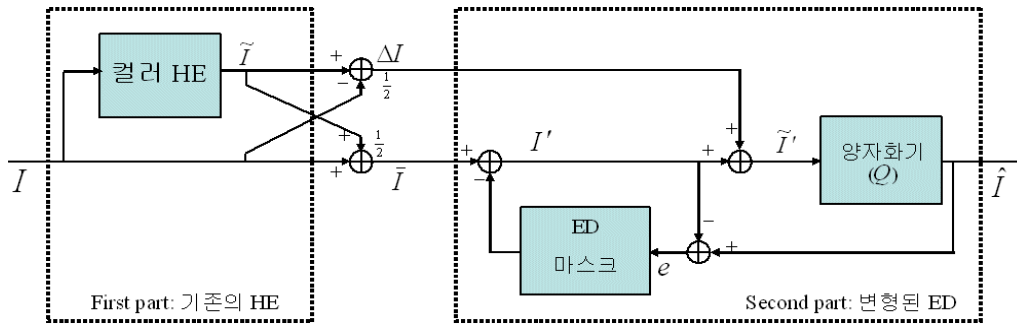 컬러 HE
Ĩ
+
−
ΔI
1/2
+
+
1/2
Ī
I
First part: 기존의 HE
+
−
I′
+
+
Ĩ′
양자화기
(Q)
Î
ED
마스크
e
−
+
Second part: 변형된 ED